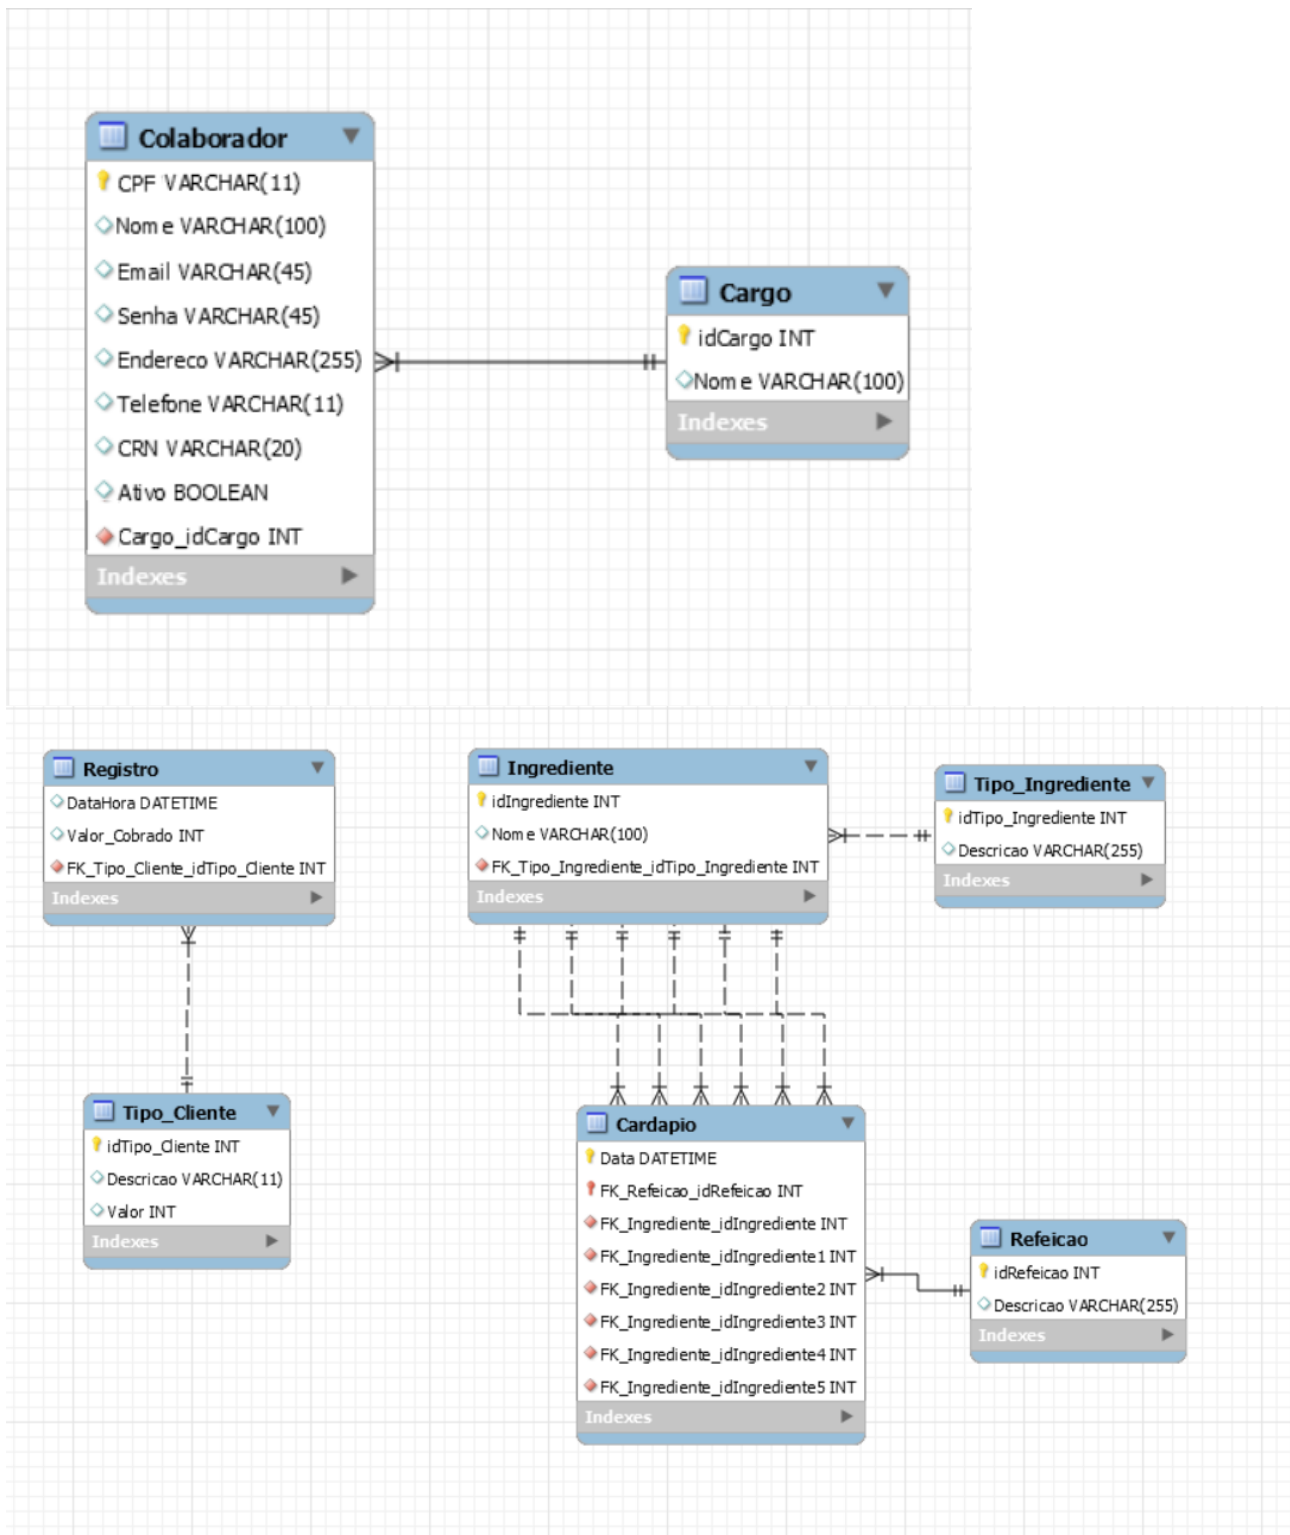 Colaborador
CPF VARCHAR(11)
Nome VARCHAR(100)
Email VARCHAR(45)
Senha VARCHAR(45)
Endereco VARCHAR(255)
Telefone VARCHAR(11)
CRN VARCHAR(20)
Ativo BOOLEAN
Cargo_idCargo INT
Indexes
Cargo
idCargo INT
Nome VARCHAR(100)
Indexes
Registro
DataHora DATETIME
Valor_Cobrado INT
FK_Tipo_Cliente_idTipo_Cliente INT
Indexes
Ingrediente
idIngrediente INT
Nome VARCHAR(100)
FK_Tipo_Ingrediente_idTipo_Ingrediente INT
Indexes
Tipo_Ingrediente
idTipo_Ingrediente INT
Descricao VARCHAR(255)
Indexes
Tipo_Cliente
idTipo_Cliente INT
Descricao VARCHAR(11)
Valor INT
Indexes
Cardapio
Data DATETIME
FK_Refeicao_idRefeicao INT
FK_Ingrediente_idIngrediente INT
FK_Ingrediente_idIngrediente1 INT
FK_Ingrediente_idIngrediente2 INT
FK_Ingrediente_idIngrediente3 INT
FK_Ingrediente_idIngrediente4 INT
FK_Ingrediente_idIngrediente5 INT
Indexes
Refeicao
idRefeicao INT
Descricao VARCHAR(255)
Indexes